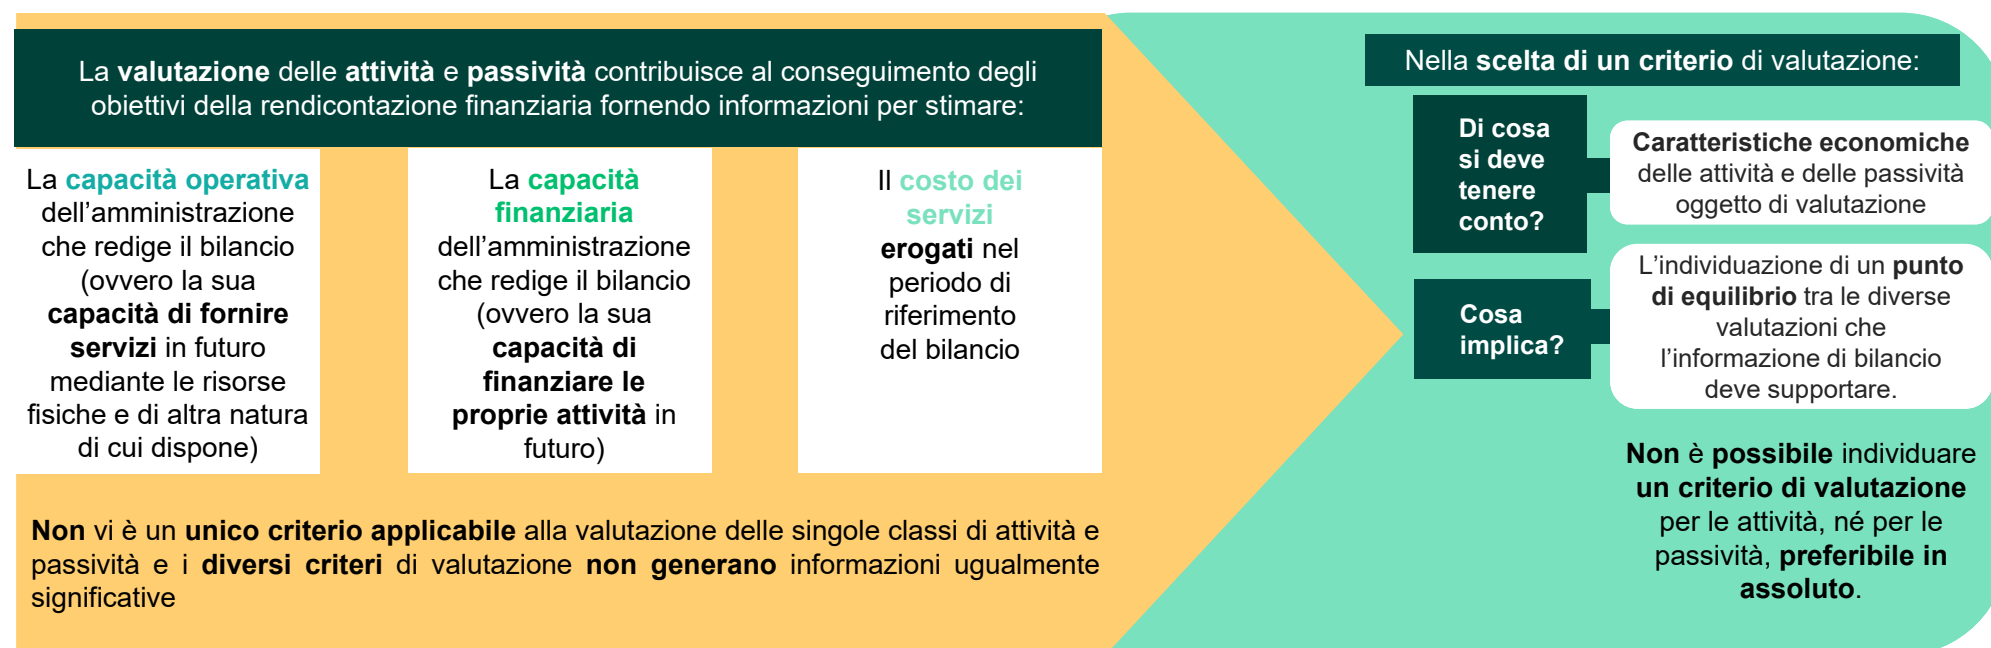 La valutazione delle attività e passività contribuisce al conseguimento degli
obiettivi della rendicontazione finanziaria fornendo informazioni per stimare:
La capacità operativa
dell’amministrazione
che redige il bilancio
(ovvero la sua
capacità di fornire
servizi in futuro
mediante le risorse
fisiche e di altra natura
di cui dispone)
La capacità
finanziaria
dell’amministrazione
che redige il bilancio
(ovvero la sua
capacità di
finanziare le
proprie attività in
futuro)
Il costo dei
servizi
erogati nel
periodo di
riferimento
del bilancio
Non vi è un unico criterio applicabile alla valutazione delle singole classi di attività e
passività e i diversi criteri di valutazione non generano informazioni ugualmente
significative
Nella scelta di un criterio di valutazione:
Di cosa
si deve
tenere
conto?
Caratteristiche economiche
delle attività e delle passività
oggetto di valutazione
Cosa
implica?
L’individuazione di un punto
di equilibrio tra le diverse
valutazioni che
l’informazione di bilancio
deve supportare.
Non è possibile individuare
un criterio di valutazione
per le attività, né per le
passività, preferibile in
assoluto.